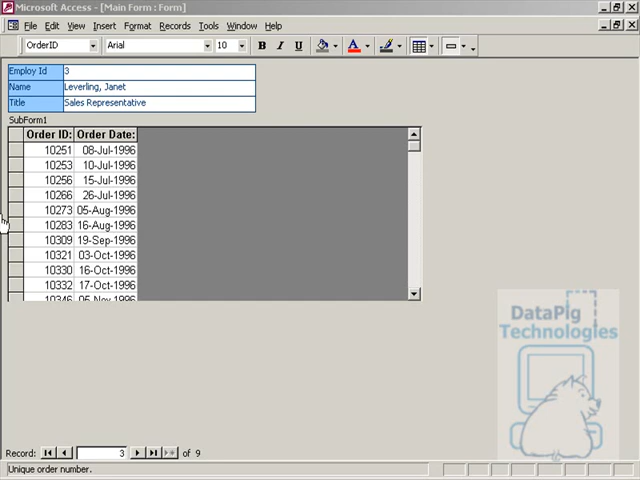 Microsoft Access - [Main Form : Form]
File Edit View Insert Format Records Tools Window Help
OrderID Arial 10 B I U A
Employ Id 3
Name Leverling, Janet
Title Sales Representative
SubForm1
Order ID: Order Date:
10251 08-Jul-1996
10253 10-Jul-1996
10256 15-Jul-1996
10266 26-Jul-1996
10273 05-Aug-1996
10283 16-Aug-1996
10309 19-Sep-1996
10321 03-Oct-1996
10330 16-Oct-1996
10332 17-Oct-1996
10346 05-Nov-1996
DataPig
Technologies
Record: 3 of 9
Unique order number.